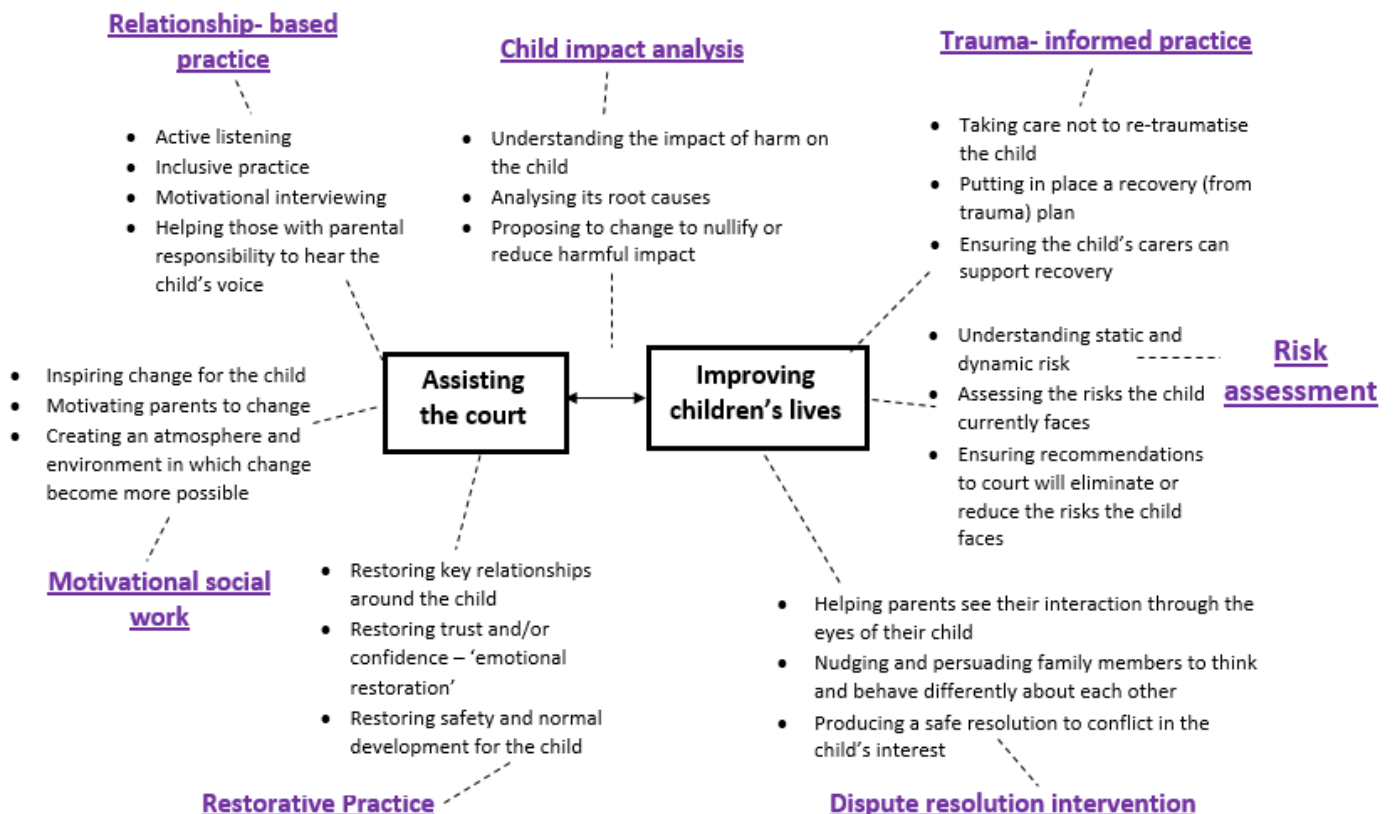 Relationship- based
practice
• Active listening
• Inclusive practice
• Motivational interviewing
• Helping those with parental
responsibility to hear the
child's voice
Child impact analysis
• Understanding the impact of harm on
the child
• Analysing its root causes
• Proposing to change to nullify or
reduce harmful impact
Trauma- informed practice
• Taking care not to re-traumatise
the child
• Putting in place a recovery (from
trauma) plan
• Ensuring the child's carers can
support recovery
Assisting
the court
Improving
children's lives
• Understanding static and
dynamic risk
• Assessing the risks the child
currently faces
• Ensuring recommendations
to court will eliminate or
reduce the risks the child
faces
Risk
assessment
• Inspiring change for the child
• Motivating parents to change
• Creating an atmosphere and
environment in which change
become more possible
Motivational social
work
• Restoring key relationships
around the child
• Restoring trust and/or
confidence – 'emotional
restoration'
• Restoring safety and normal
development for the child
Restorative Practice
• Helping parents see their interaction through the
eyes of their child
• Nudging and persuading family members to think
and behave differently about each other
• Producing a safe resolution to conflict in the
child's interest
Dispute resolution intervention